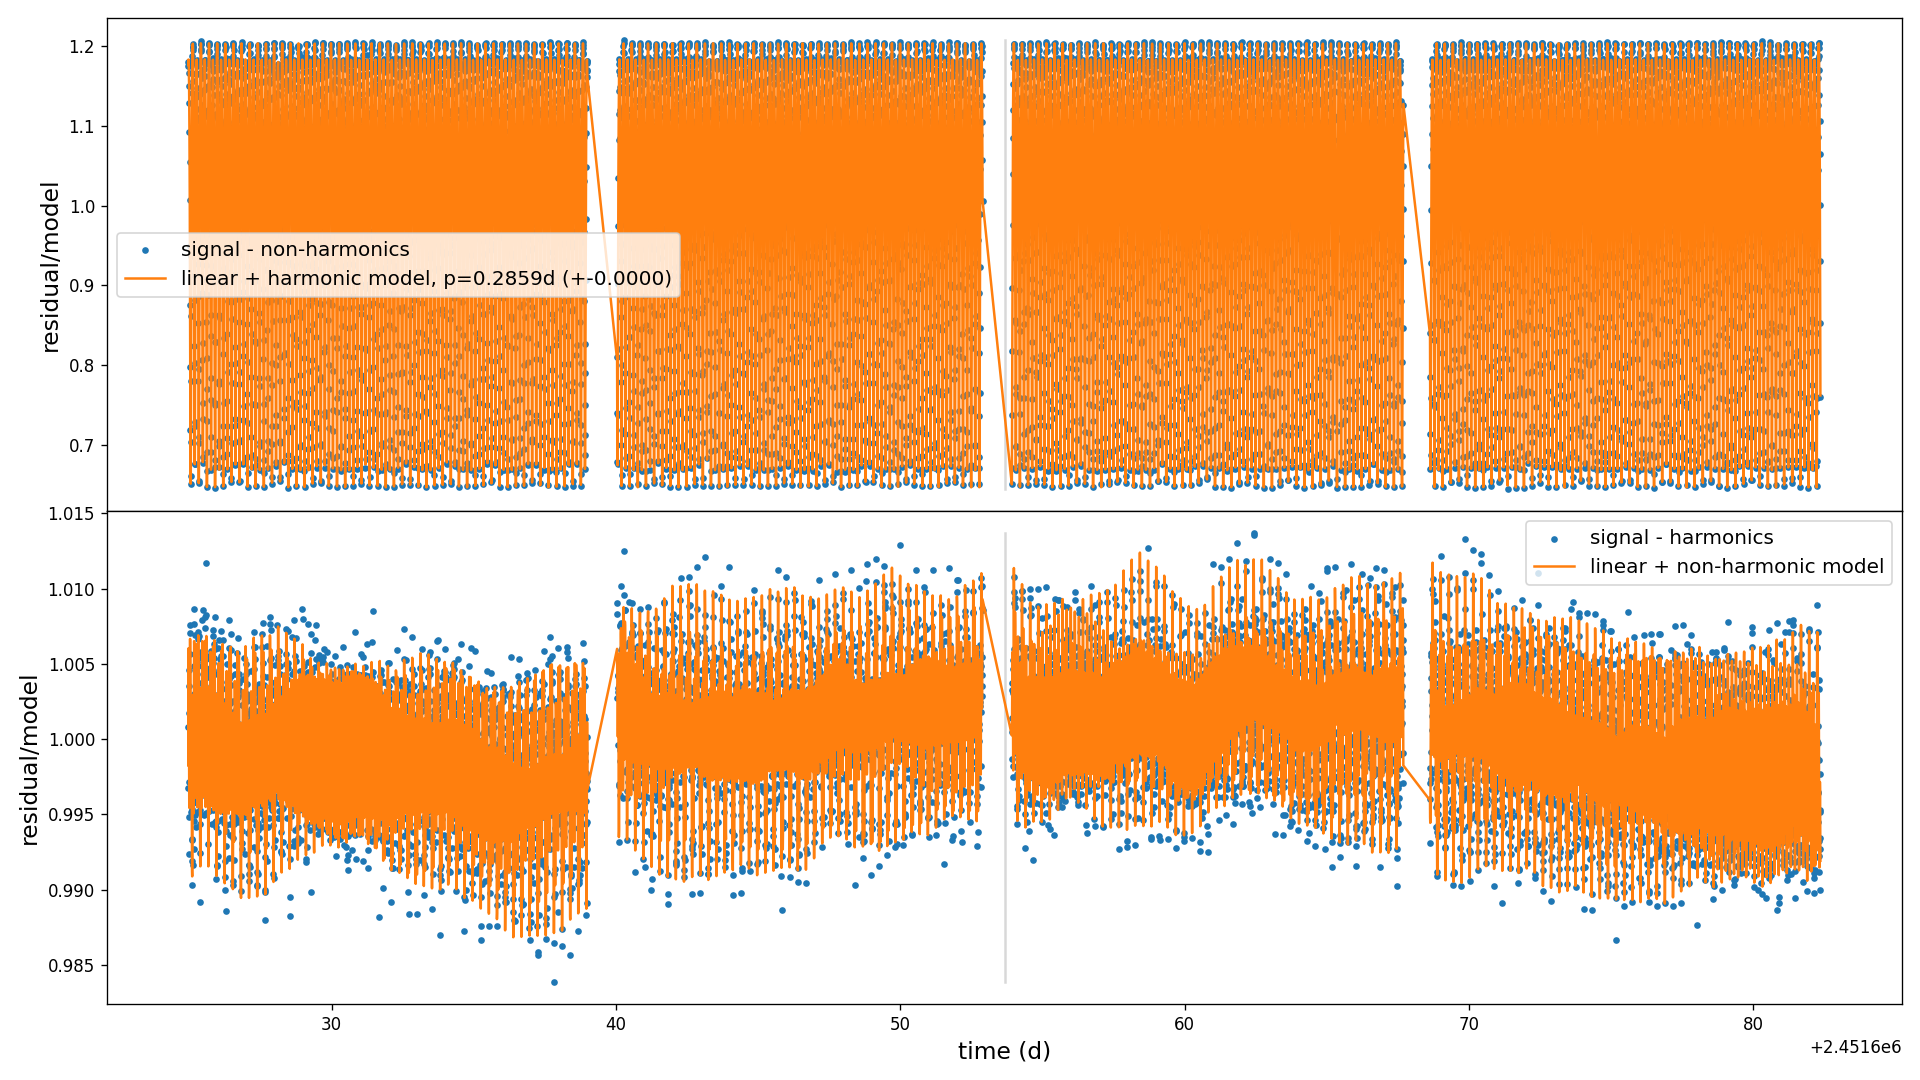 1.2
1.1
1.0
0.9
0.8
0.7
residual/model
signal - non-harmonics
linear + harmonic model, p=0.2859d (+-0.0000)
1.015
1.010
1.005
1.000
0.995
0.990
0.985
residual/model
signal - harmonics
linear + non-harmonic model
30
40
50
60
70
80
time (d)
+2.4516e6